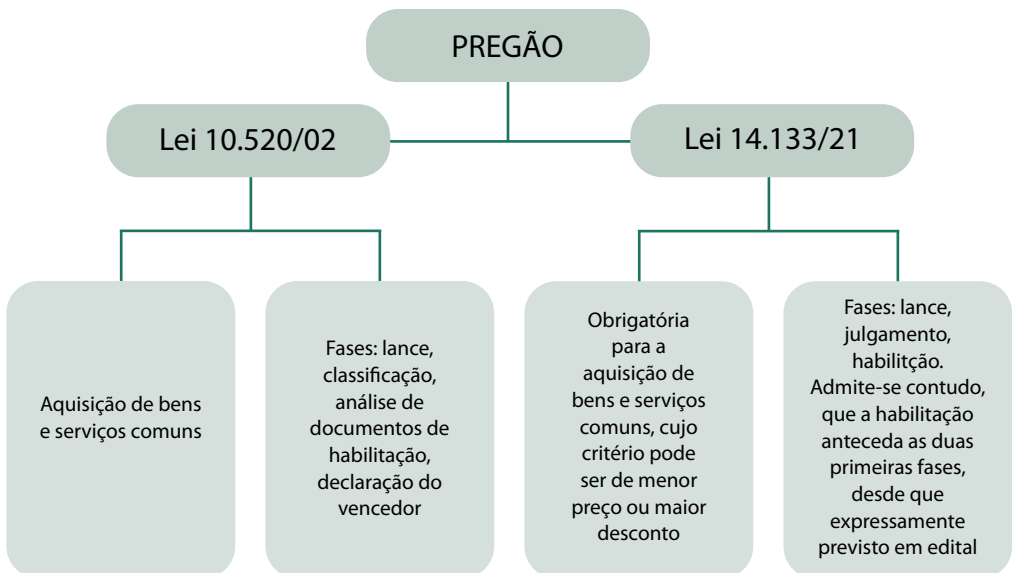 PREGÃO
Lei 10.520/02
Lei 14.133/21
Aquisição de bens
e serviços comuns
Fases: lance,
classificação,
análise de
documentos de
habilitação,
declaração do
vencedor
Obrigatória
para a
aquisição de
bens e serviços
comuns, cujo
critério pode
ser de menor
preço ou maior
desconto
Fases: lance,
julgamento,
habilitção.
Admite-se contudo,
que a habilitação
anteceda as duas
primeiras fases,
desde que
expressamente
previsto em edital